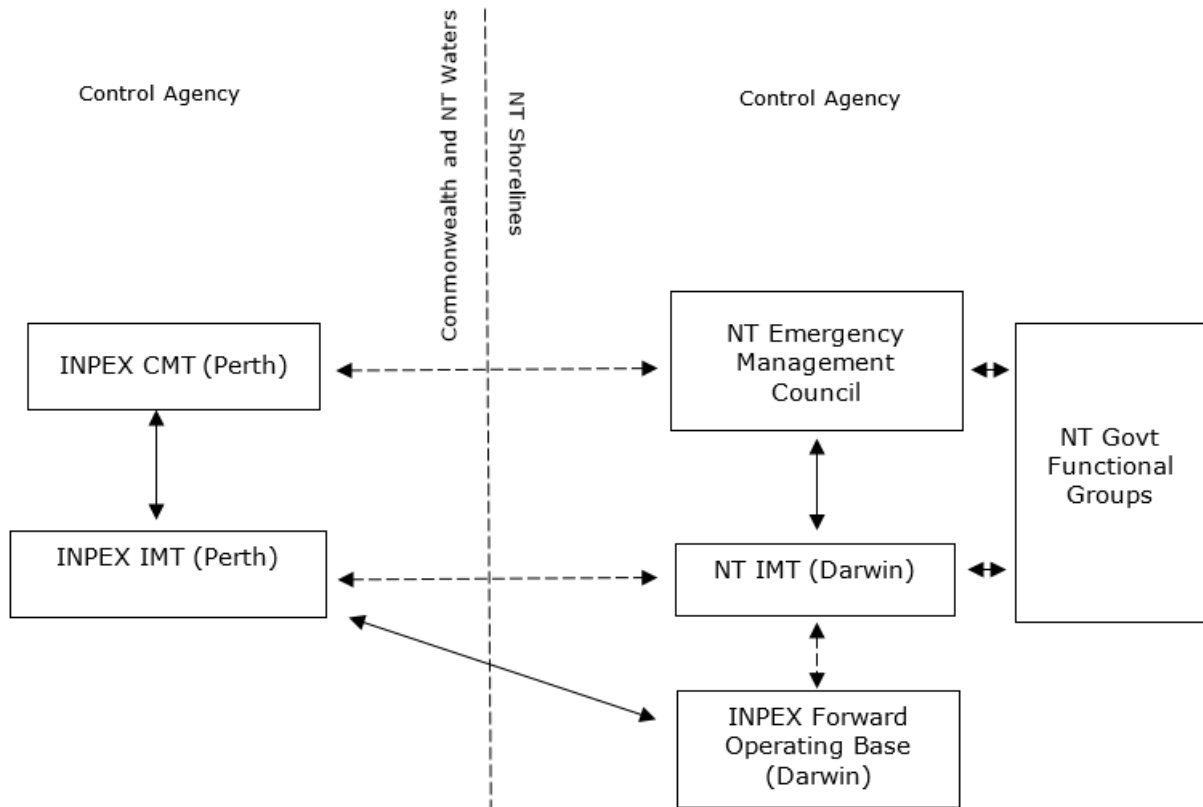 Control Agency
Commonwealth and NT Waters
NT Shorelines
Control Agency
INPEX CMT (Perth)
NT Emergency
Management
Council
NT Govt
Functional
Groups
INPEX IMT (Perth)
NT IMT (Darwin)
INPEX Forward
Operating Base
(Darwin)